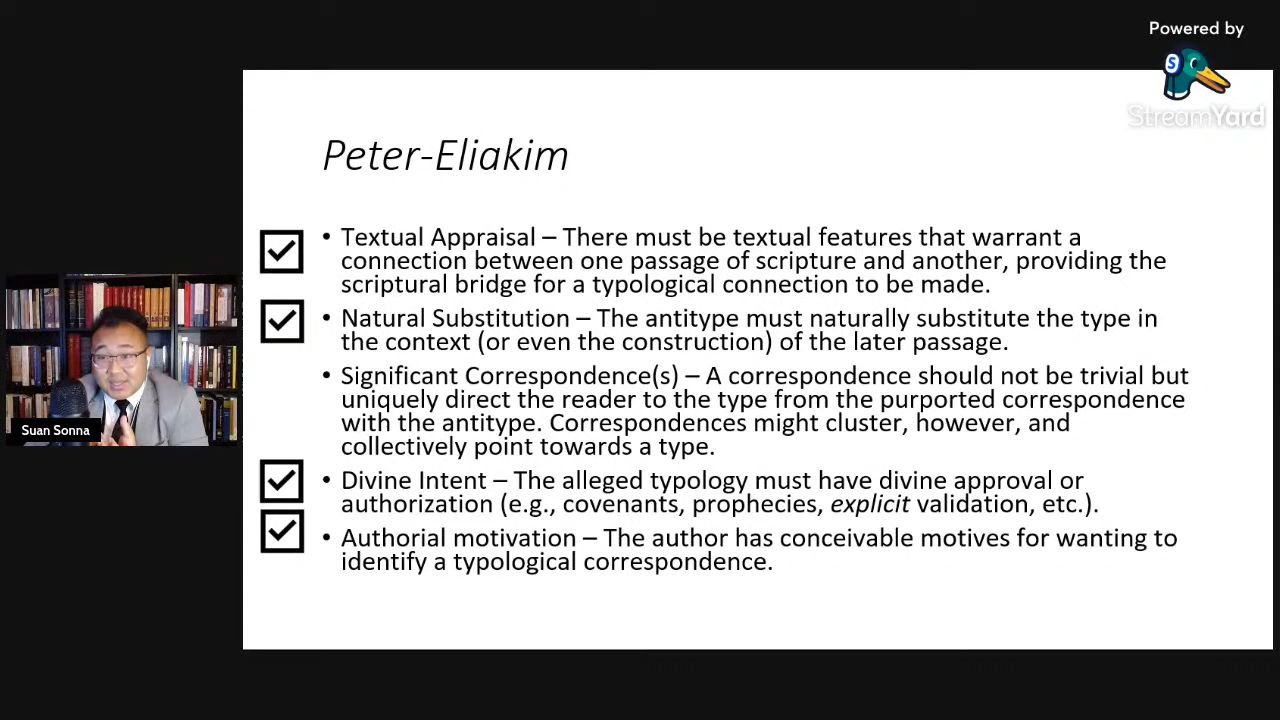 Powered by
StreamYard
Peter-Eliakim
• Textual Appraisal – There must be textual features that warrant a
connection between one passage of scripture and another, providing the
scriptural bridge for a typological connection to be made.
• Natural Substitution – The antitype must naturally substitute the type in
the context (or even the construction) of the later passage.
• Significant Correspondence(s) – A correspondence should not be trivial but
uniquely direct the reader to the type from the purported correspondence
with the antitype. Correspondences might cluster, however, and
collectively point towards a type.
• Divine Intent – The alleged typology must have divine approval or
authorization (e.g., covenants, prophecies, explicit validation, etc.).
• Authorial motivation – The author has conceivable motives for wanting to
identify a typological correspondence.
Suan Sonna